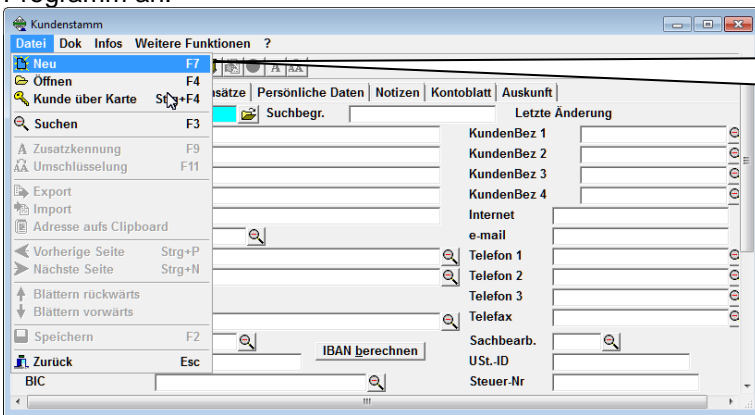 Programm an.
Kundenstamm
Datei Dok Infos Weitere Funktionen ?
Neu F7
Öffnen F4
Kunde über Karte Strg+F4
Suchen F3
A Zusatzkennung F9
ÄÄ Umschlüsselung F11
Export
Import
Adresse aufs Clipboard
Vorherige Seite Strg+P
Nächste Seite Strg+N
Blättern rückwärts
Blättern vorwärts
Speichern F2
Zurück Esc
A ÄÄ
sätze Persönliche Daten Notizen Kontoblatt Auskunft
Suchbegr. Letzte Änderung
KundenBez 1
KundenBez 2
KundenBez 3
KundenBez 4
Internet
e-mail
Telefon 1
Telefon 2
Telefon 3
Telefax
Sachbearb.
IBAN berechnen
USt.-ID
BIC
Steuer-Nr